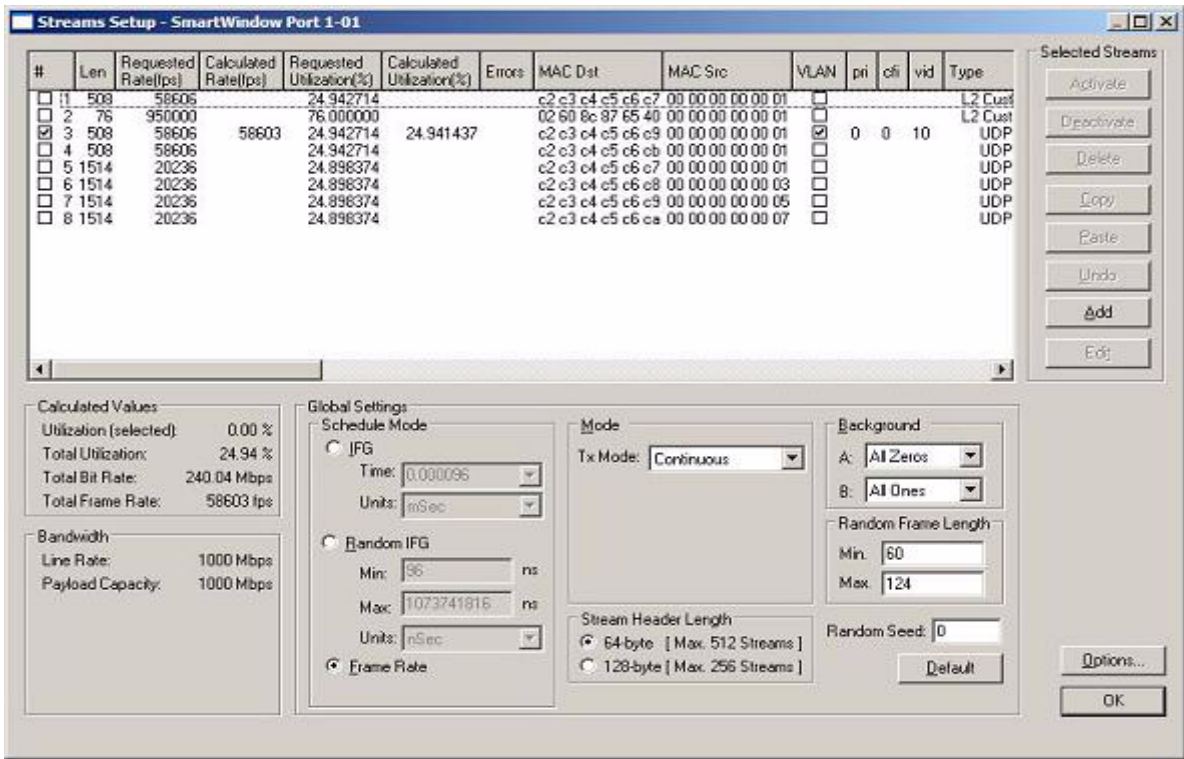 Streams Setup - SmartWindow Port 1-01
# Len Requested Rate(fps) Calculated Rate(fps) Requested Utilization(%) Calculated Utilization(%) Errors MAC Dst MAC Src VLAN pri cfi vid Type
1 508 58606 24.942714 c2 c3 c4 c5 c6 c7 00 00 00 00 00 01 L2 Cust
2 76 950000 76.000000 02 60 8c 87 65 40 00 00 00 00 00 01 L2 Cust
3 508 58606 58603 24.942714 24.941437 c2 c3 c4 c5 c6 c9 00 00 00 00 00 01 0 0 10 UDP
4 508 58606 24.942714 c2 c3 c4 c5 c6 cb 00 00 00 00 00 01 UDP
5 1514 20236 24.898374 c2 c3 c4 c5 c6 c7 00 00 00 00 00 01 UDP
6 1514 20236 24.898374 c2 c3 c4 c5 c6 c8 00 00 00 00 00 03 UDP
7 1514 20236 24.898374 c2 c3 c4 c5 c6 c9 00 00 00 00 00 05 UDP
8 1514 20236 24.898374 c2 c3 c4 c5 c6 ca 00 00 00 00 00 07 UDP
Selected Streams
Activate
Deactivate
Delete
Copy
Paste
Undo
Add
Edit
Calculated Values
Utilization (selected): 0.00 %
Total Utilization: 24.94 %
Total Bit Rate: 240.04 Mbps
Total Frame Rate: 58603 fps
Bandwidth
Line Rate: 1000 Mbps
Payload Capacity: 1000 Mbps
Global Settings
Schedule Mode
IFG
Time: 0.000096
Units: mSec
Random IFG
Min: 96 ns
Max: 1073741816 ns
Units: nSec
Frame Rate
Mode
Tx Mode: Continuous
Stream Header Length
64-byte [ Max. 512 Streams ]
128-byte [ Max. 256 Streams ]
Background
A: All Zeros
B: All Ones
Random Frame Length
Min. 60
Max. 124
Random Seed: 0
Default
Options...
OK